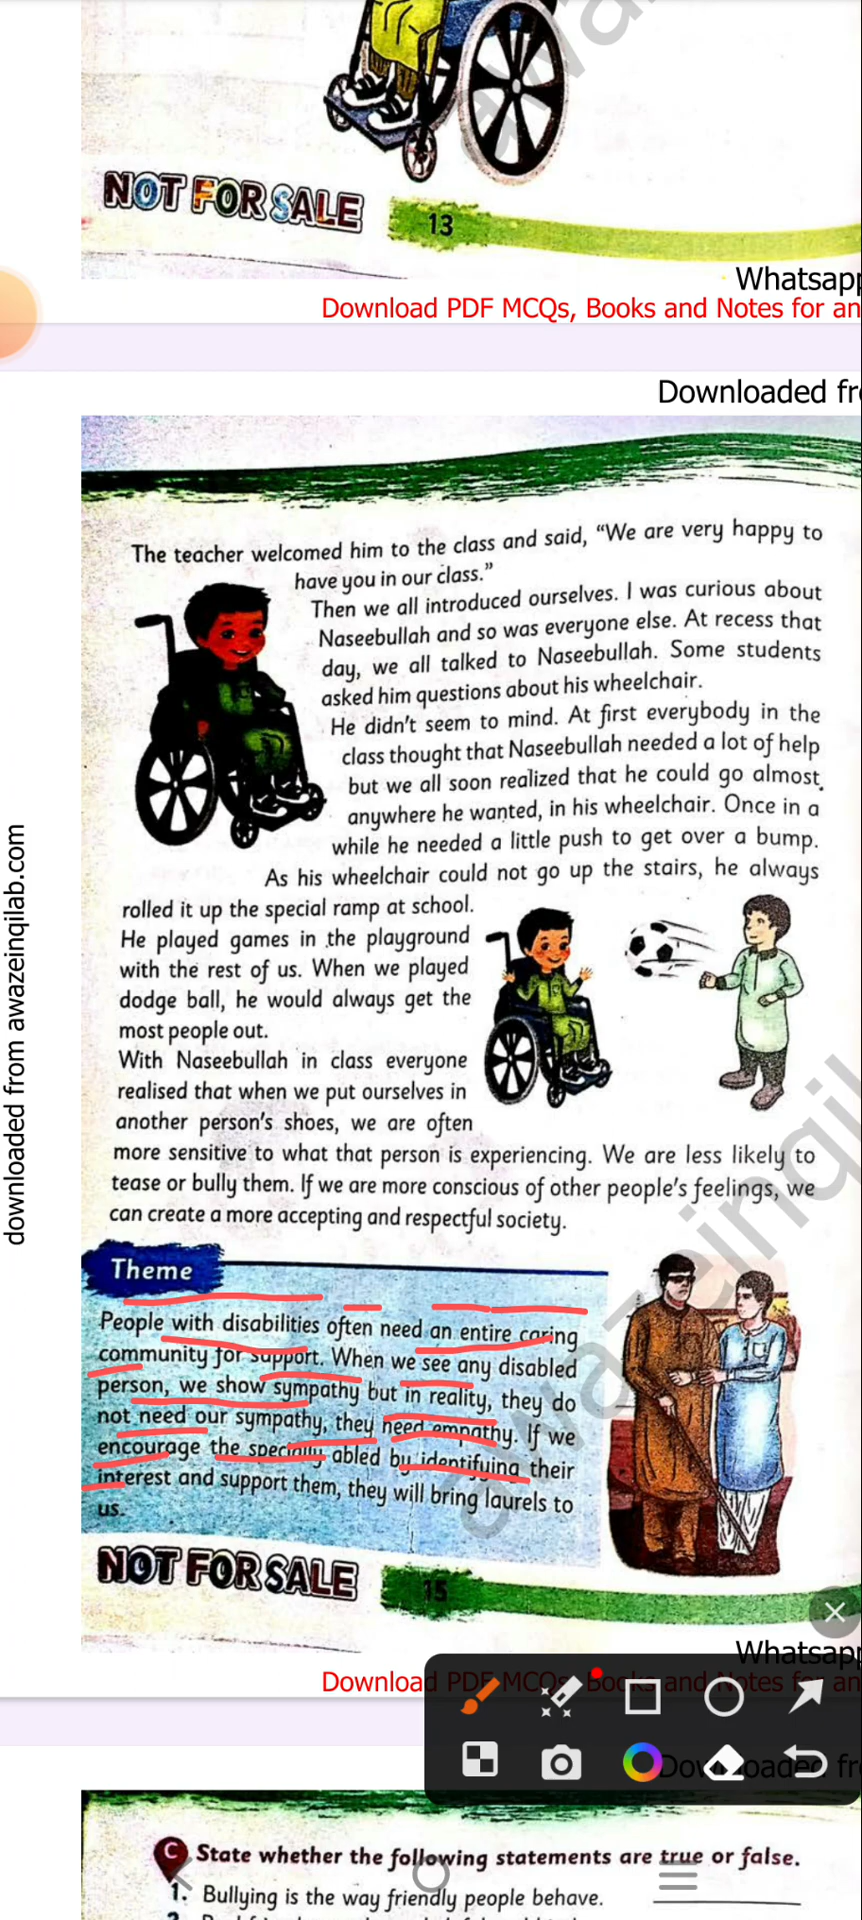 NOT FOR SALE
13
Whatsapp
Download PDF MCQs, Books and Notes for an
Downloaded fr
The teacher welcomed him to the class and said, “We are very happy to
have you in our class.”
Then we all introduced ourselves. I was curious about
Naseebullah and so was everyone else. At recess that
day, we all talked to Naseebullah. Some students
asked him questions about his wheelchair.
He didn’t seem to mind. At first everybody in the
class thought that Naseebullah needed a lot of help
but we all soon realized that he could go almost
anywhere he wanted, in his wheelchair. Once in a
while he needed a little push to get over a bump.
As his wheelchair could not go up the stairs, he always
rolled it up the special ramp at school.
He played games in the playground
with the rest of us. When we played
dodge ball, he would always get the
most people out.
With Naseebullah in class everyone
realised that when we put ourselves in
another person’s shoes, we are often
more sensitive to what that person is experiencing. We are less likely to
tease or bully them. If we are more conscious of other people’s feelings, we
can create a more accepting and respectful society.
downloaded from awazeinqilab.com
awazeinqil
Theme
People with disabilities often need an entire caring
community for support. When we see any disabled
person, we show sympathy but in reality, they do
not need our sympathy, they need empathy. If we
encourage the specially abled by identifying their
interest and support them, they will bring laurels to
us.
NOT FOR SALE
15
Whatsapp
Download PDF MCQs, Books and Notes for an
Downloaded fr
C State whether the following statements are true or false.
1. Bullying is the way friendly people behave.